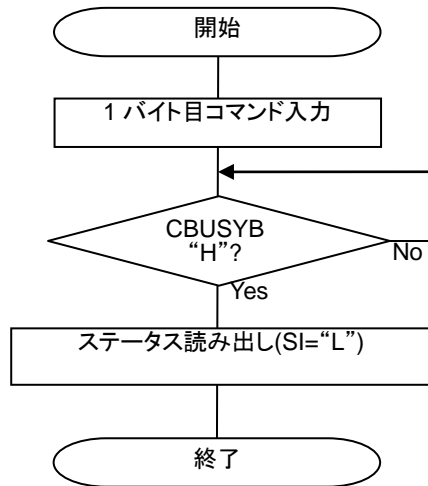 開始
1 バイト目コマンド入力
CBUSYB
“H”?
No
Yes
ステータス読み出し(SI=“L”)
終了